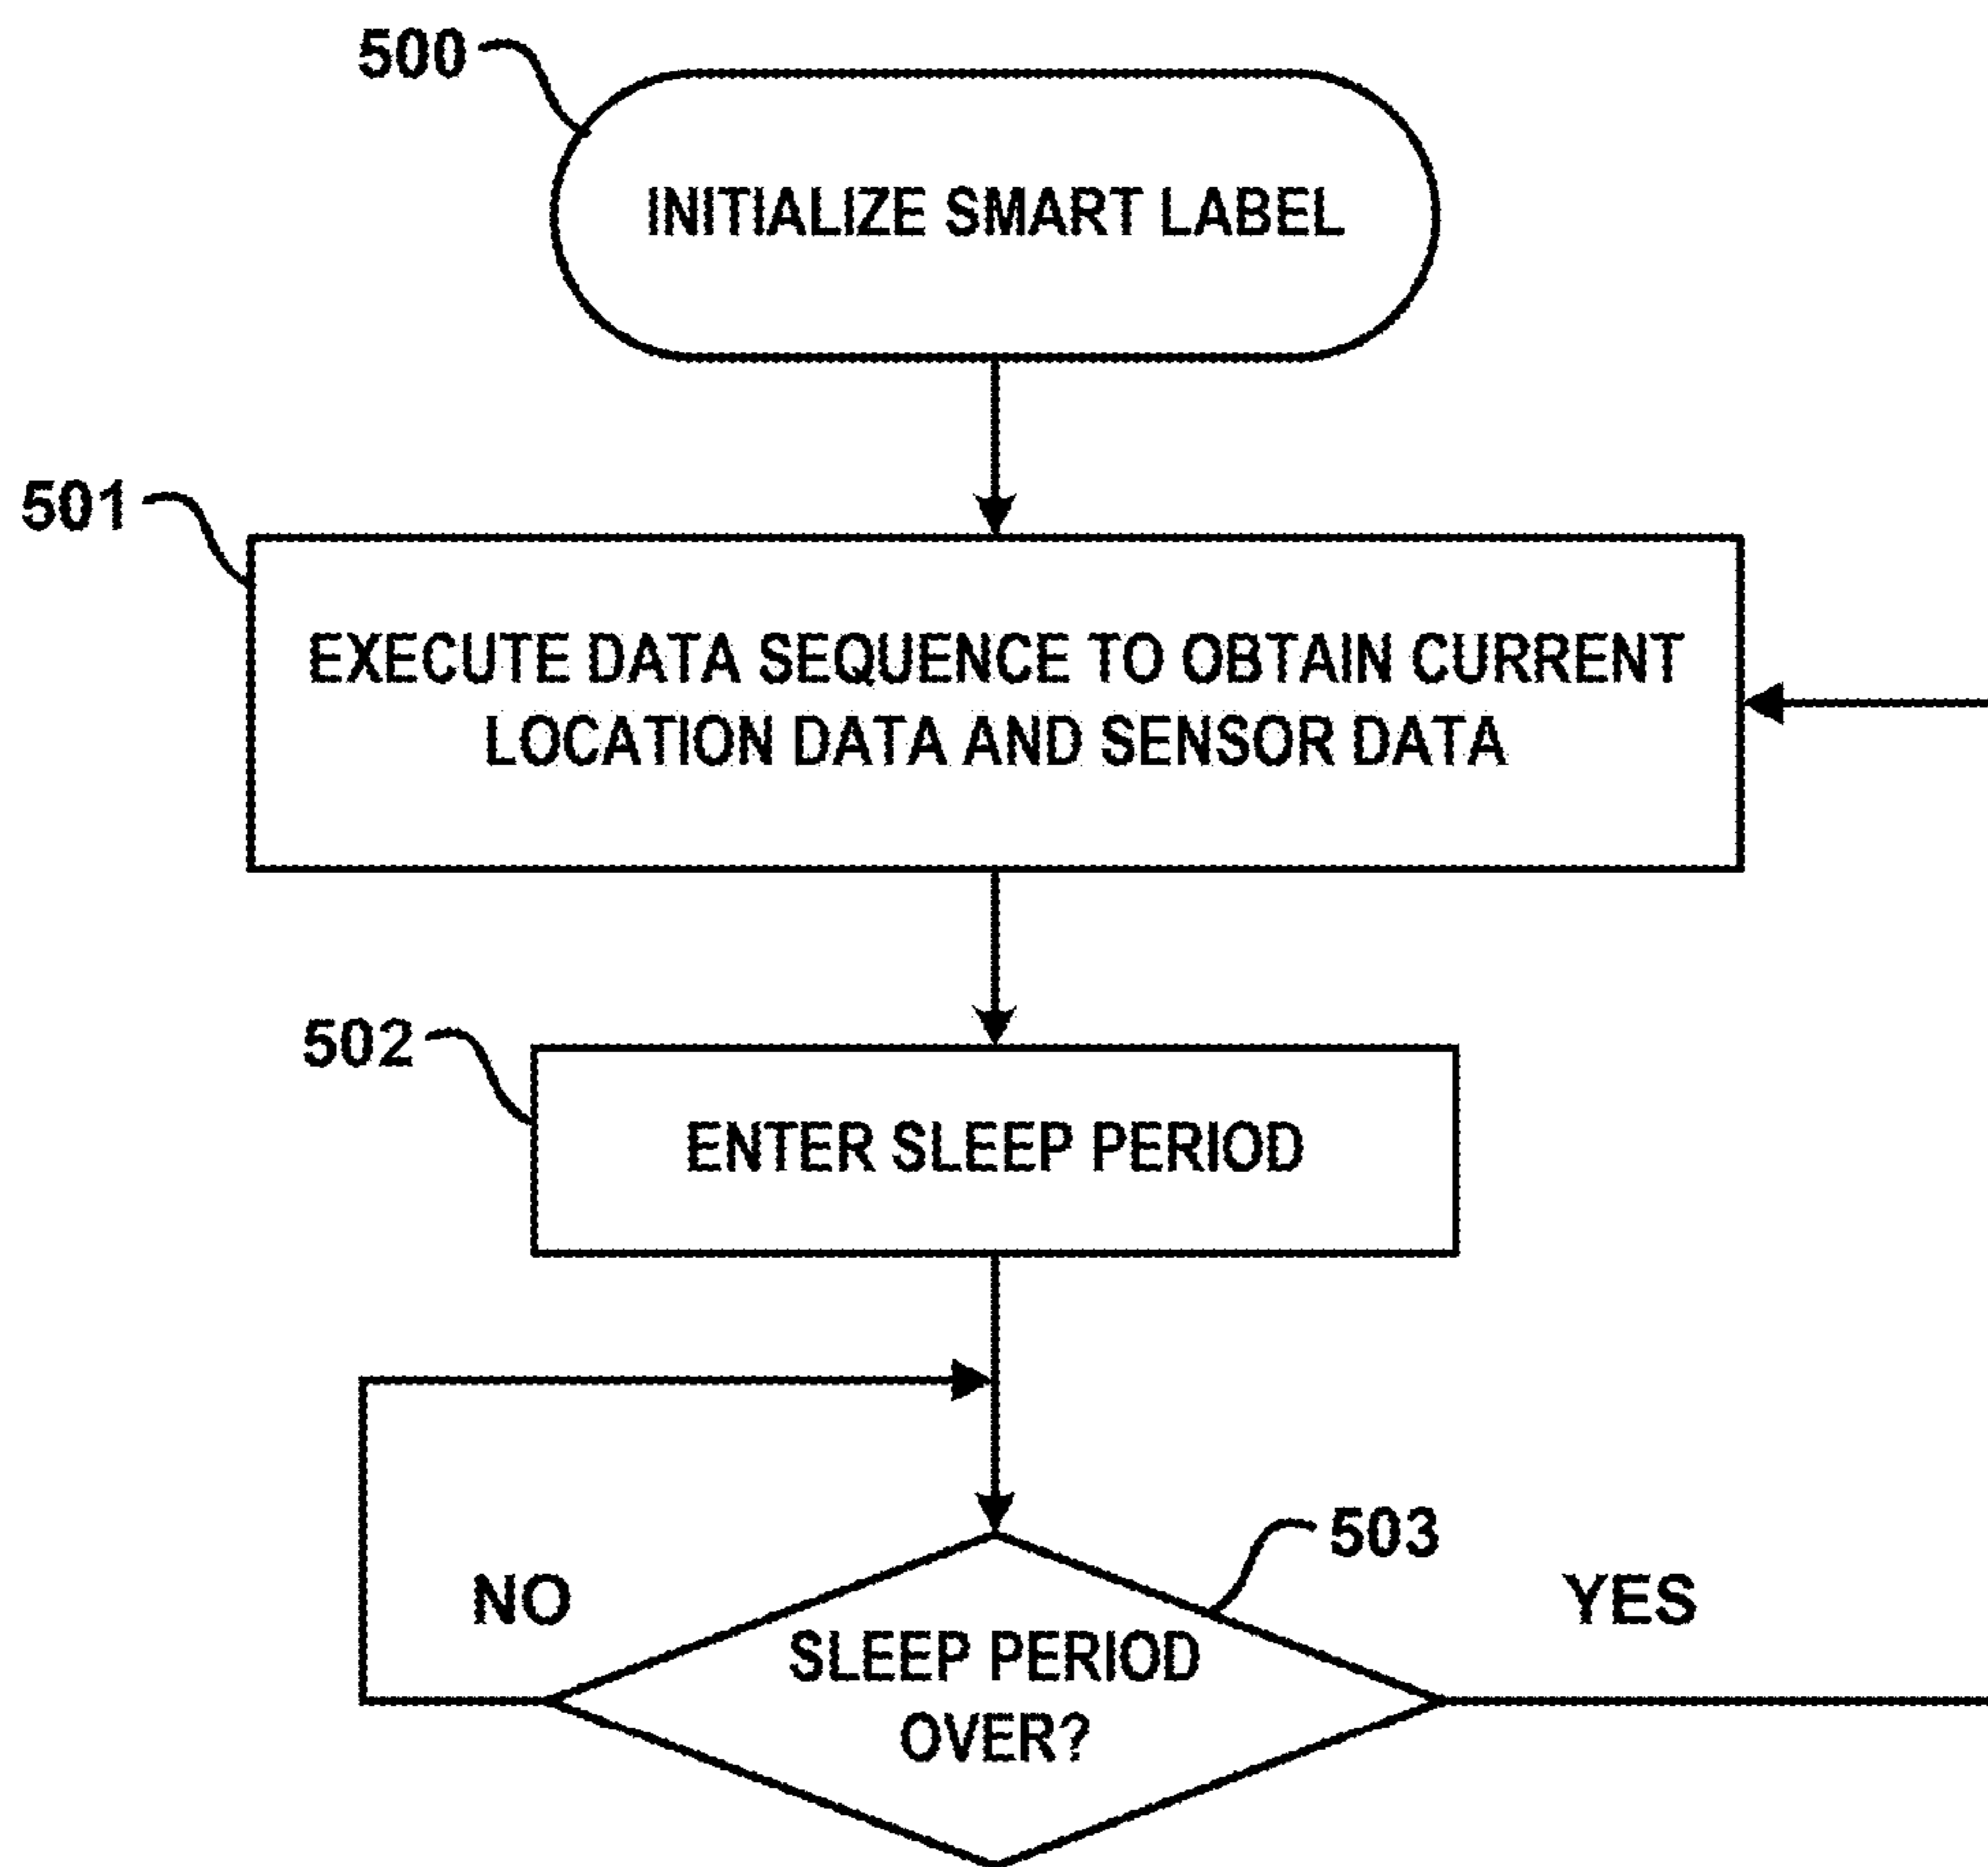 500
INITIALIZE SMART LABEL
501
EXECUTE DATA SEQUENCE TO OBTAIN CURRENT
LOCATION DATA AND SENSOR DATA
502
ENTER SLEEP PERIOD
503
NO
YES
SLEEP PERIOD
OVER?